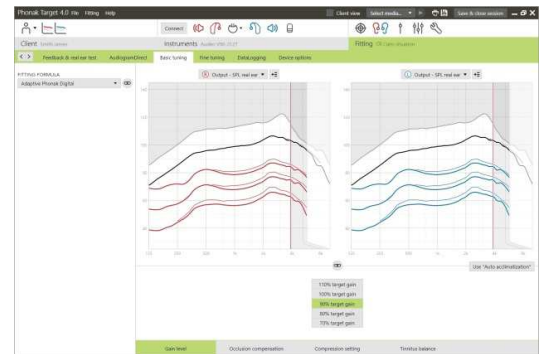 Phonak Target 4.0 File Fitting Help
Client view Select media... Save & close session
Connect
Client
Instruments
Fitting
Feedback & real ear test AudiogramDirect Basic tuning Fine tuning DataLogging Device options
FITTING FORMULA
Adaptive Phonak Digital
R Output - SPL real ear
L Output - SPL real ear
Use 'Auto acclimatization'
110% target gain
100% target gain
90% target gain
80% target gain
70% target gain
Gain level Occlusion compensation Compression setting Tinnitus balance